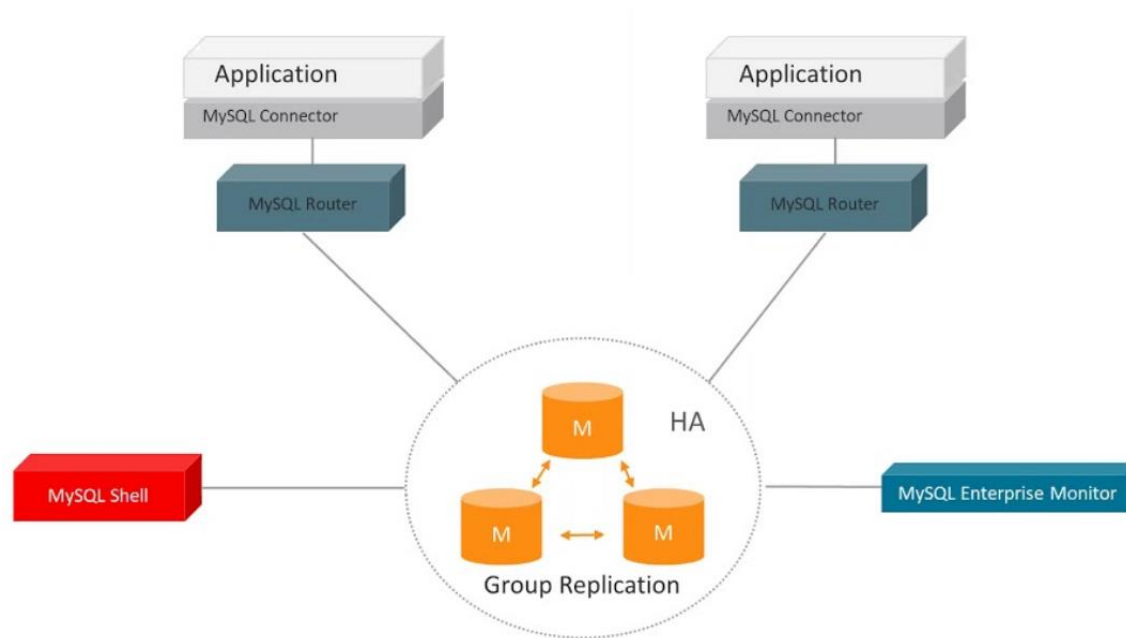 Application
MySQL Connector
MySQL Router
Application
MySQL Connector
MySQL Router
HA
M
M
M
Group Replication
MySQL Shell
MySQL Enterprise Monitor